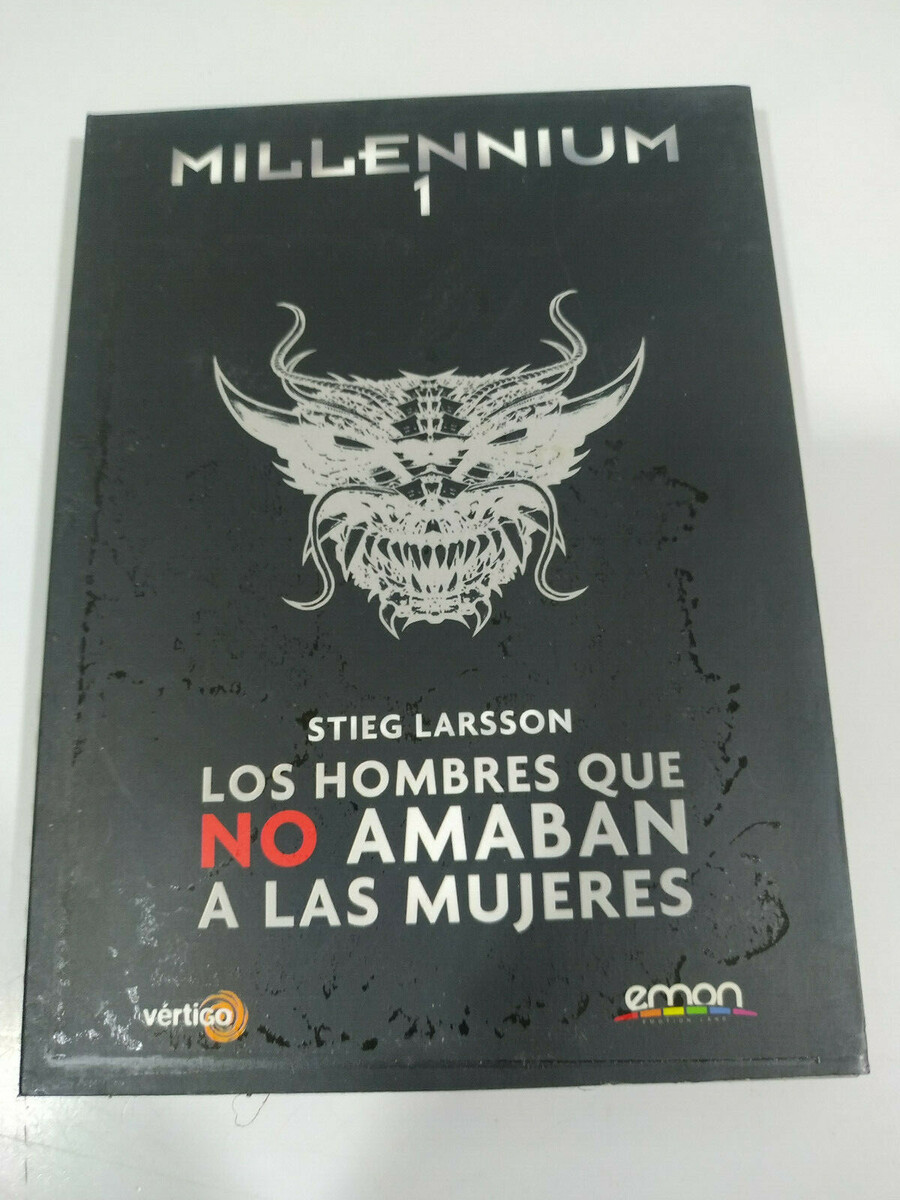 MILLENNIUM
1
STIEG LARSSON
LOS HOMBRES QUE
NO AMABAN
A LAS MUJERES
vértigo
emon